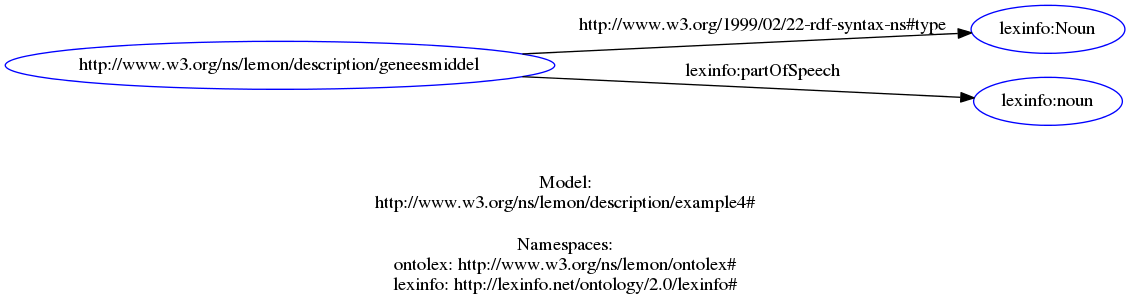 http://www.w3.org/1999/02/22-rdf-syntax-ns#type
lexinfo:Noun
http://www.w3.org/ns/lemon/description/geneesmiddel
lexinfo:partOfSpeech
lexinfo:noun
Model:
http://www.w3.org/ns/lemon/description/example4#
Namespaces:
ontolex: http://www.w3.org/ns/lemon/ontolex#
lexinfo: http://lexinfo.net/ontology/2.0/lexinfo#